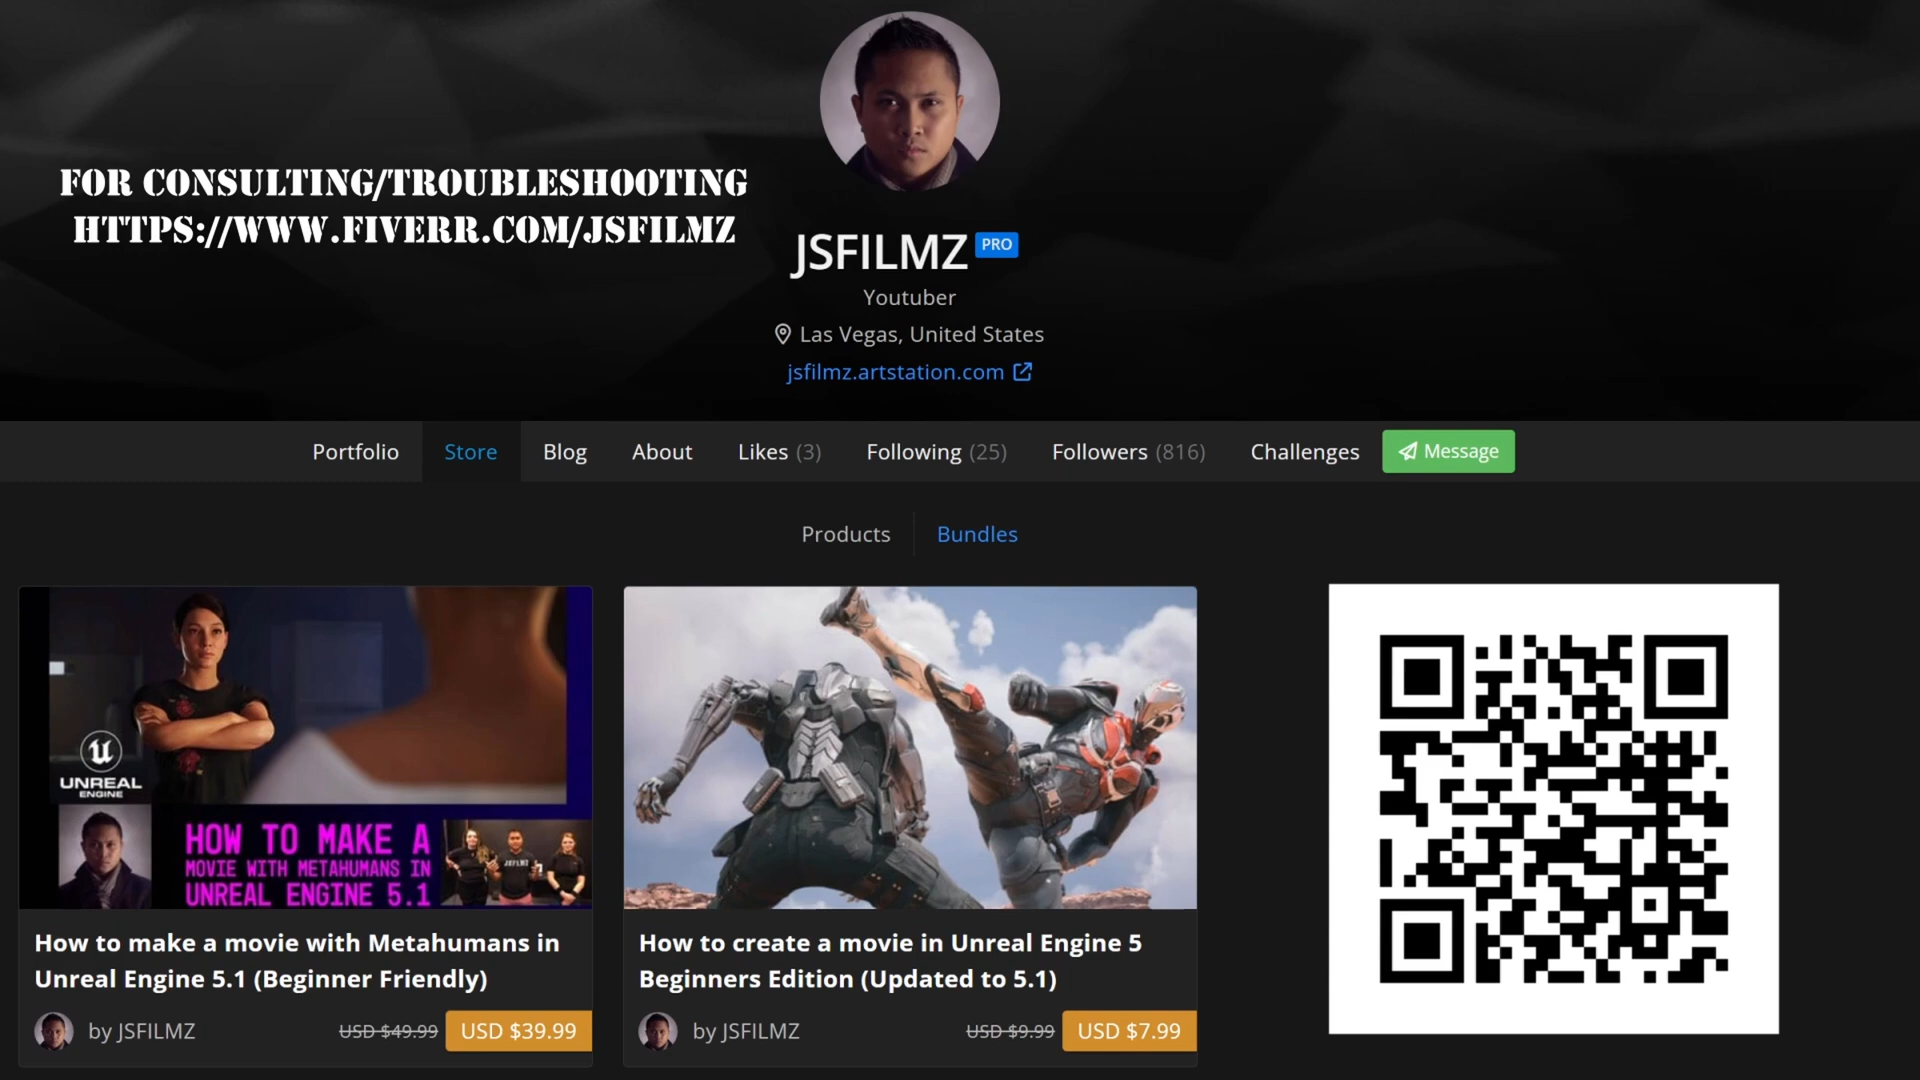 FOR CONSULTING/TROUBLESHOOTING
HTTPS://WWW.FIVERR.COM/JSFILMZ
JSFILMZ PRO
Youtuber
Las Vegas, United States
jsfilmz.artstation.com
Portfolio Store Blog About Likes (3) Following (25) Followers (816) Challenges Message
Products Bundles
UNREAL
ENGINE
HOW TO MAKE A
MOVIE WITH METAHUMANS IN
UNREAL ENGINE 5.1
JSFILMZ
How to make a movie with Metahumans in
Unreal Engine 5.1 (Beginner Friendly)
by JSFILMZ USD $49.99 USD $39.99
How to create a movie in Unreal Engine 5
Beginners Edition (Updated to 5.1)
by JSFILMZ USD $9.99 USD $7.99